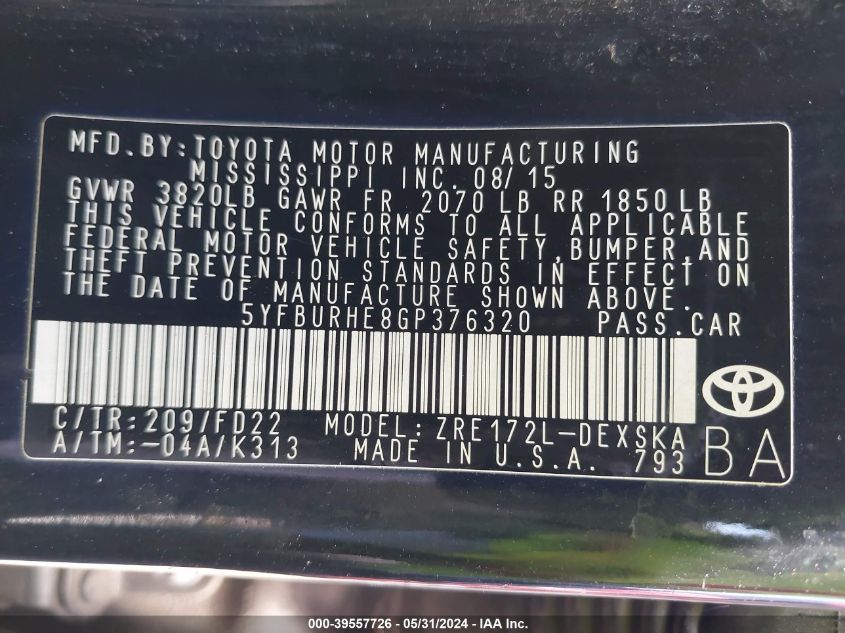 MFD.BY:TOYOTA MOTOR MANUFACTURING
MISSISSIPPI INC. 08/15
GVWR 3820LB GAWR FR 2070 LB RR 1850 LB
THIS VEHICLE CONFORMS TO ALL APPLICABLE
FEDERAL MOTOR VEHICLE SAFETY,BUMPER,AND
THEFT PREVENTION STANDARDS IN EFFECT ON
THE DATE OF MANUFACTURE SHOWN ABOVE.
5YFBURHE8GP376320 PASS.CAR
C/TR:209/FD22 MODEL:ZRE172L-DEXSKA
A/TM:-04A/K313 MADE IN U.S.A. 793 BA
000-39557726 - 05/31/2024 - IAA Inc.